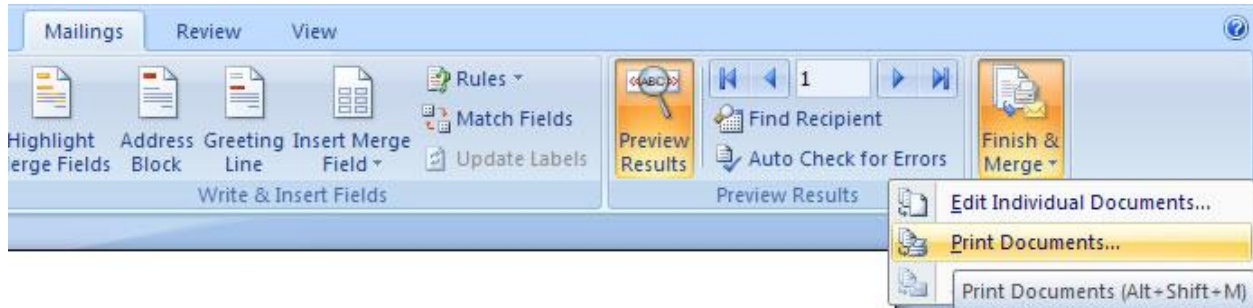 Mailings Review View
Highlight Address Greeting Insert Merge
erge Fields Block Line Field
Rules
Match Fields
Update Labels
Write & Insert Fields
«ABC»
Preview
Results
1
Find Recipient
Auto Check for Errors
Preview Results
Finish &
Merge
Edit Individual Documents...
Print Documents...
Print Documents (Alt+Shift+M)